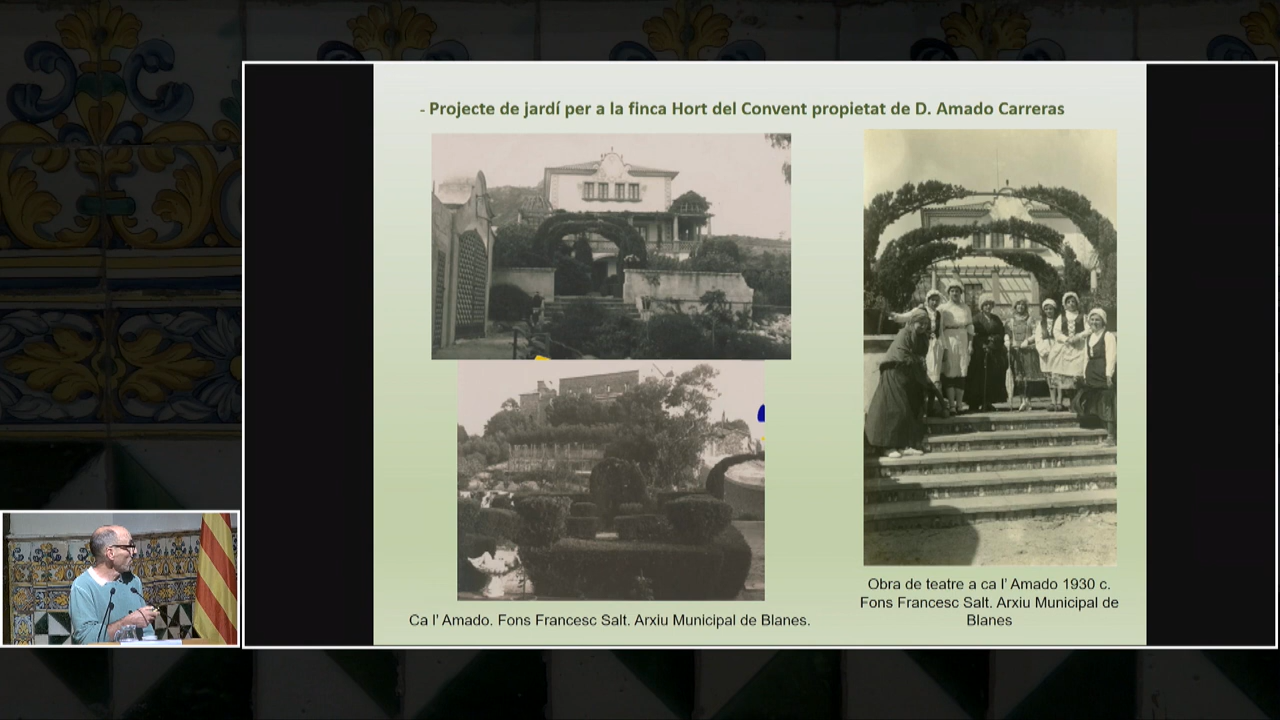 - Projecte de jardí per a la finca Hort del Convent propietat de D. Amado Carreras
Ca l' Amado. Fons Francesc Salt. Arxiu Municipal de Blanes.
Obra de teatre a ca l' Amado 1930 c.
Fons Francesc Salt. Arxiu Municipal de
Blanes